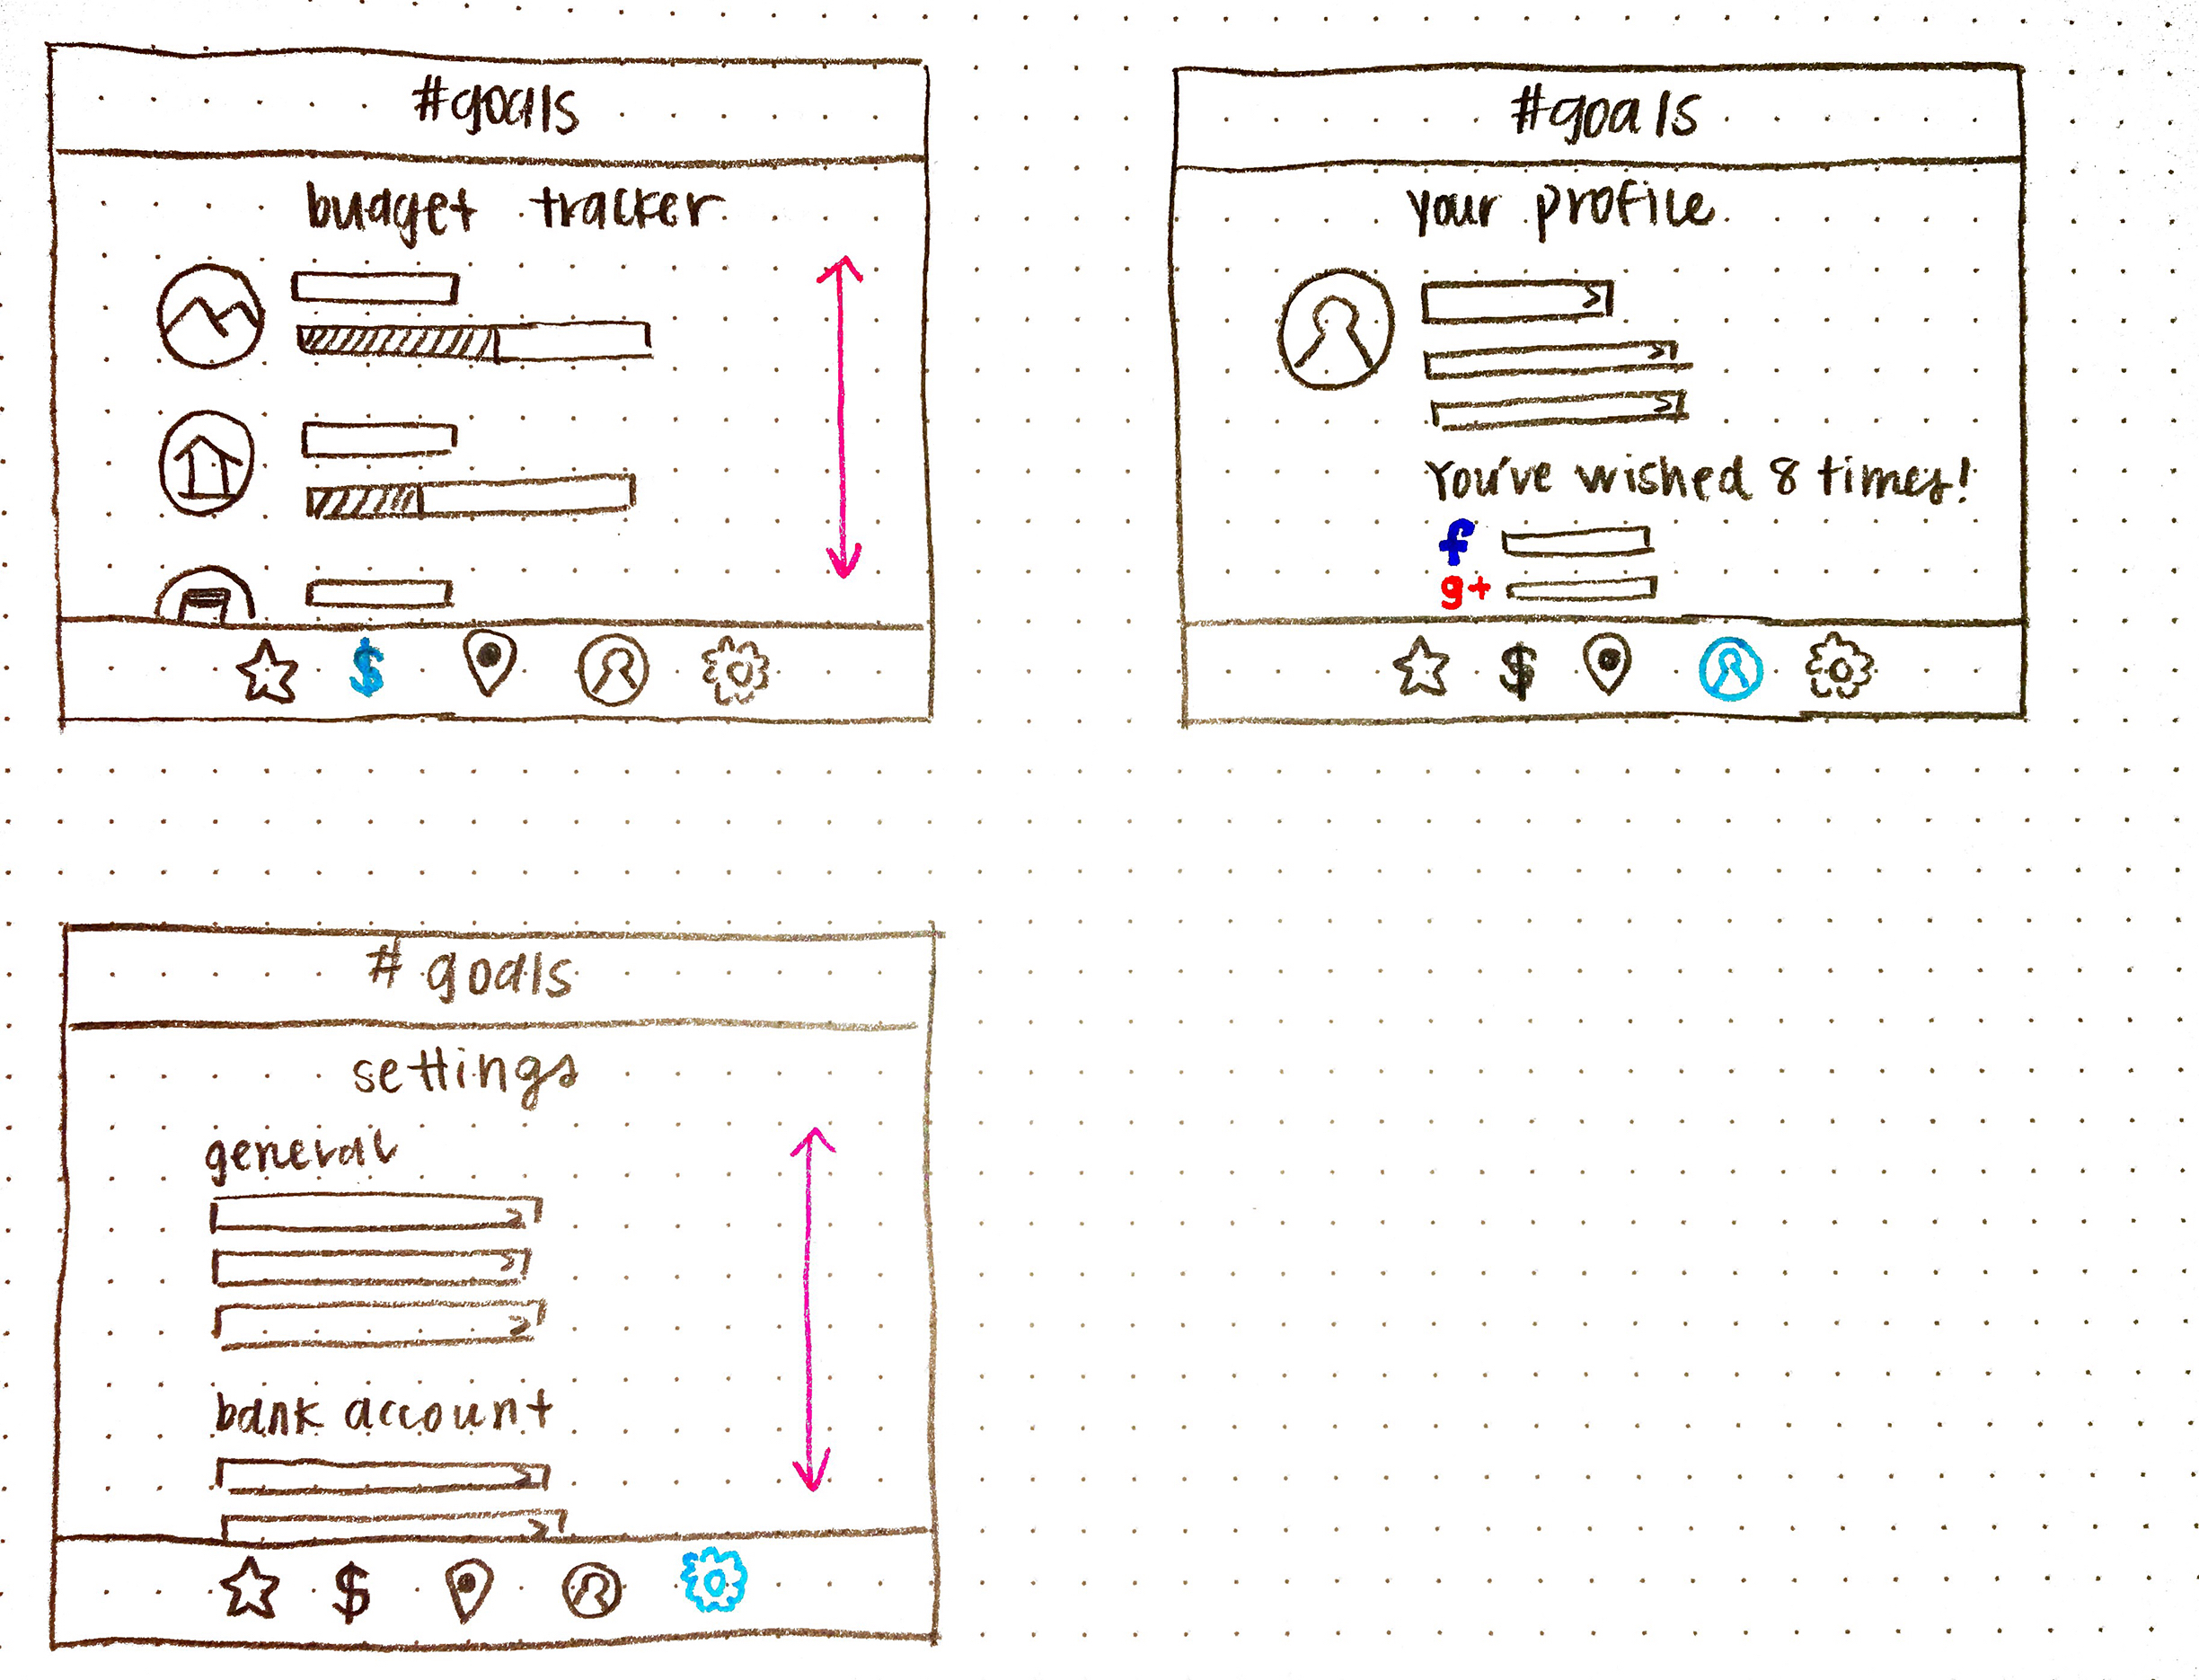 #goals
budget tracker
$
#goals
your profile
You've wished 8 times!
f
g+
$
# goals
settings
general
bank account
$